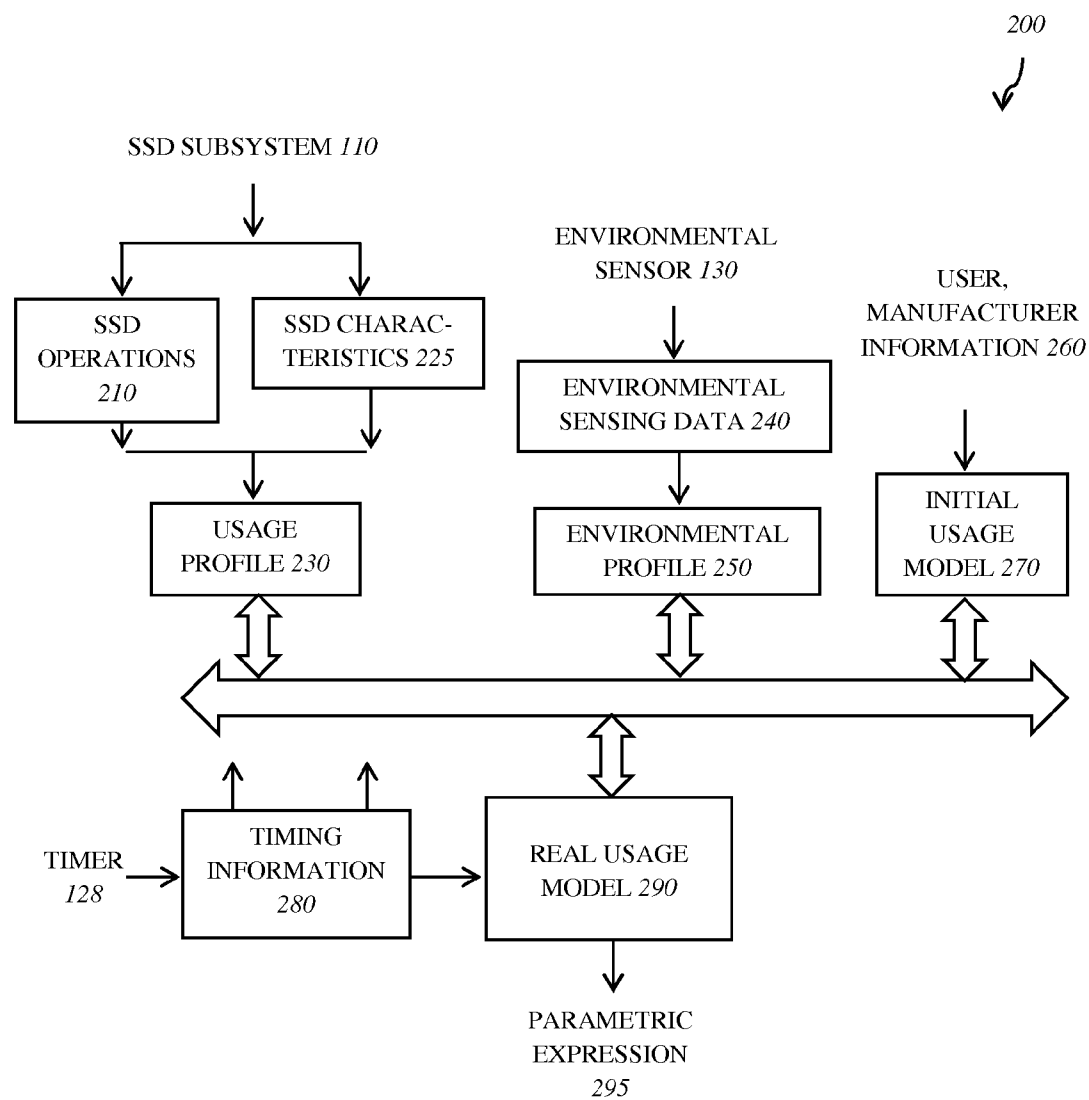 200
SSD SUBSYSTEM 110
SSD
OPERATIONS
210
SSD CHARAC-
TERISTICS 225
ENVIRONMENTAL
SENSOR 130
USER,
MANUFACTURER
INFORMATION 260
ENVIRONMENTAL
SENSING DATA 240
USAGE
PROFILE 230
ENVIRONMENTAL
PROFILE 250
INITIAL
USAGE
MODEL 270
TIMER
128
TIMING
INFORMATION
280
REAL USAGE
MODEL 290
PARAMETRIC
EXPRESSION
295